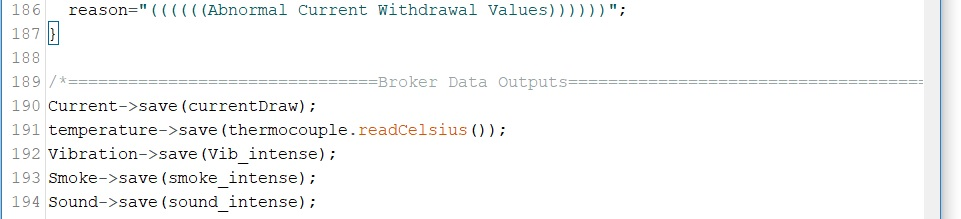 186 reason="((((((Abnormal Current Withdrawal Values))))))";
187 }
188
189 /*===============================Broker Data Outputs====================================
190 Current->save(currentDraw);
191 temperature->save(thermocouple.readCelsius());
192 Vibration->save(Vib_intense);
193 Smoke->save(smoke_intense);
194 Sound->save(sound_intense);